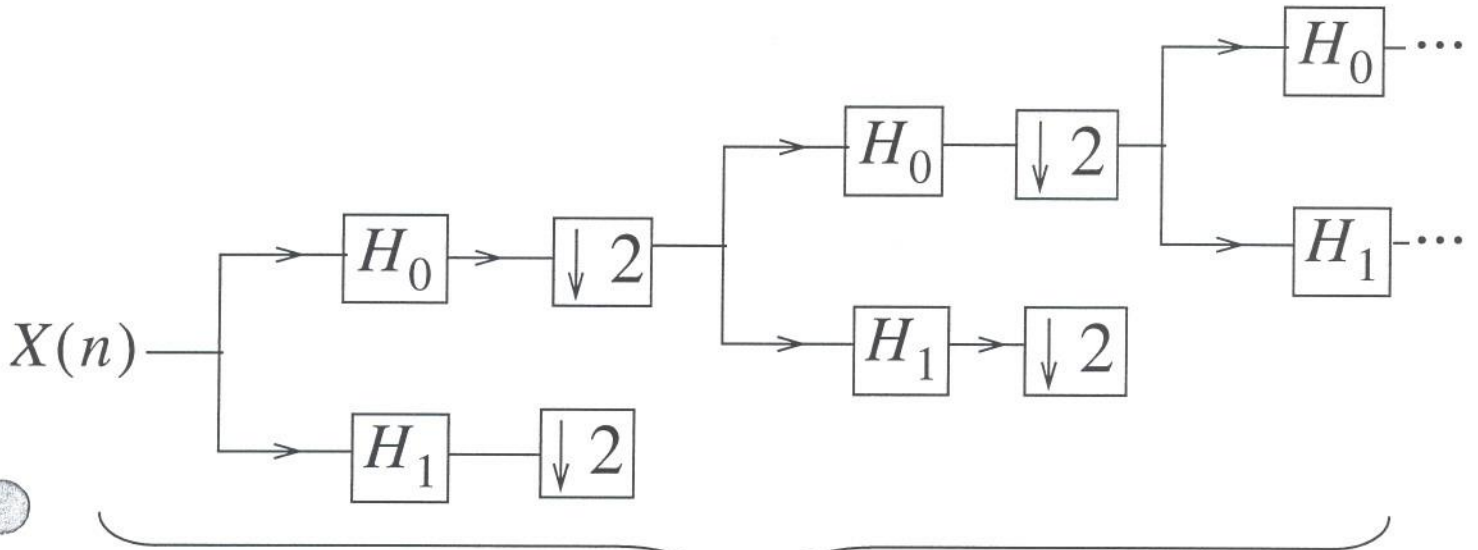 H₀ ...
H₀ ↓ 2
H₁ ...
H₀ ↓ 2
X(n)
H₁ ↓ 2
H₁ ↓ 2